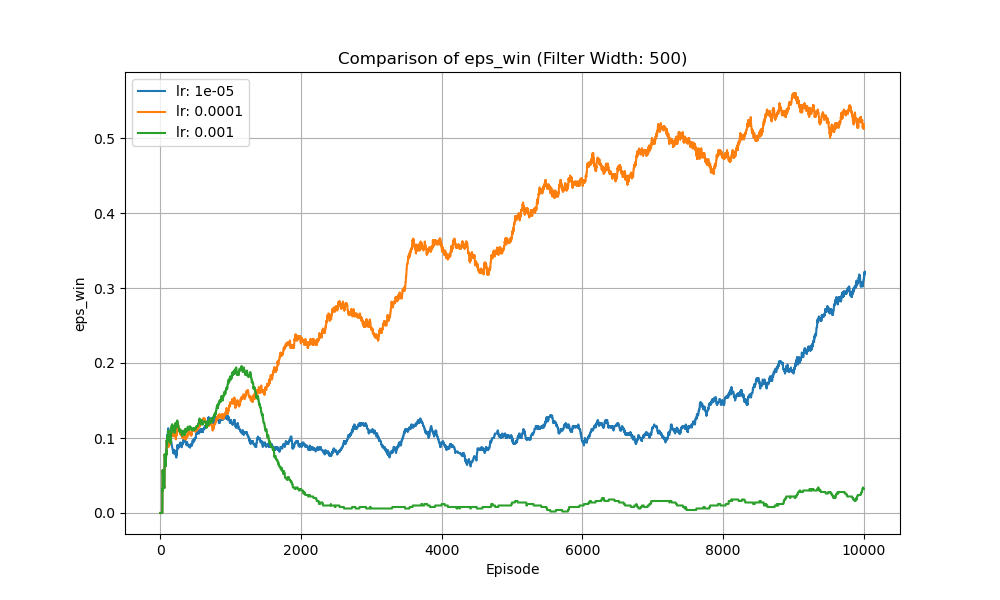 Comparison of eps_win (Filter Width: 500)
lr: 1e-05
lr: 0.0001
lr: 0.001
0.5
0.4
0.3
0.2
0.1
0.0
eps_win
0 2000 4000 6000 8000 10000
Episode